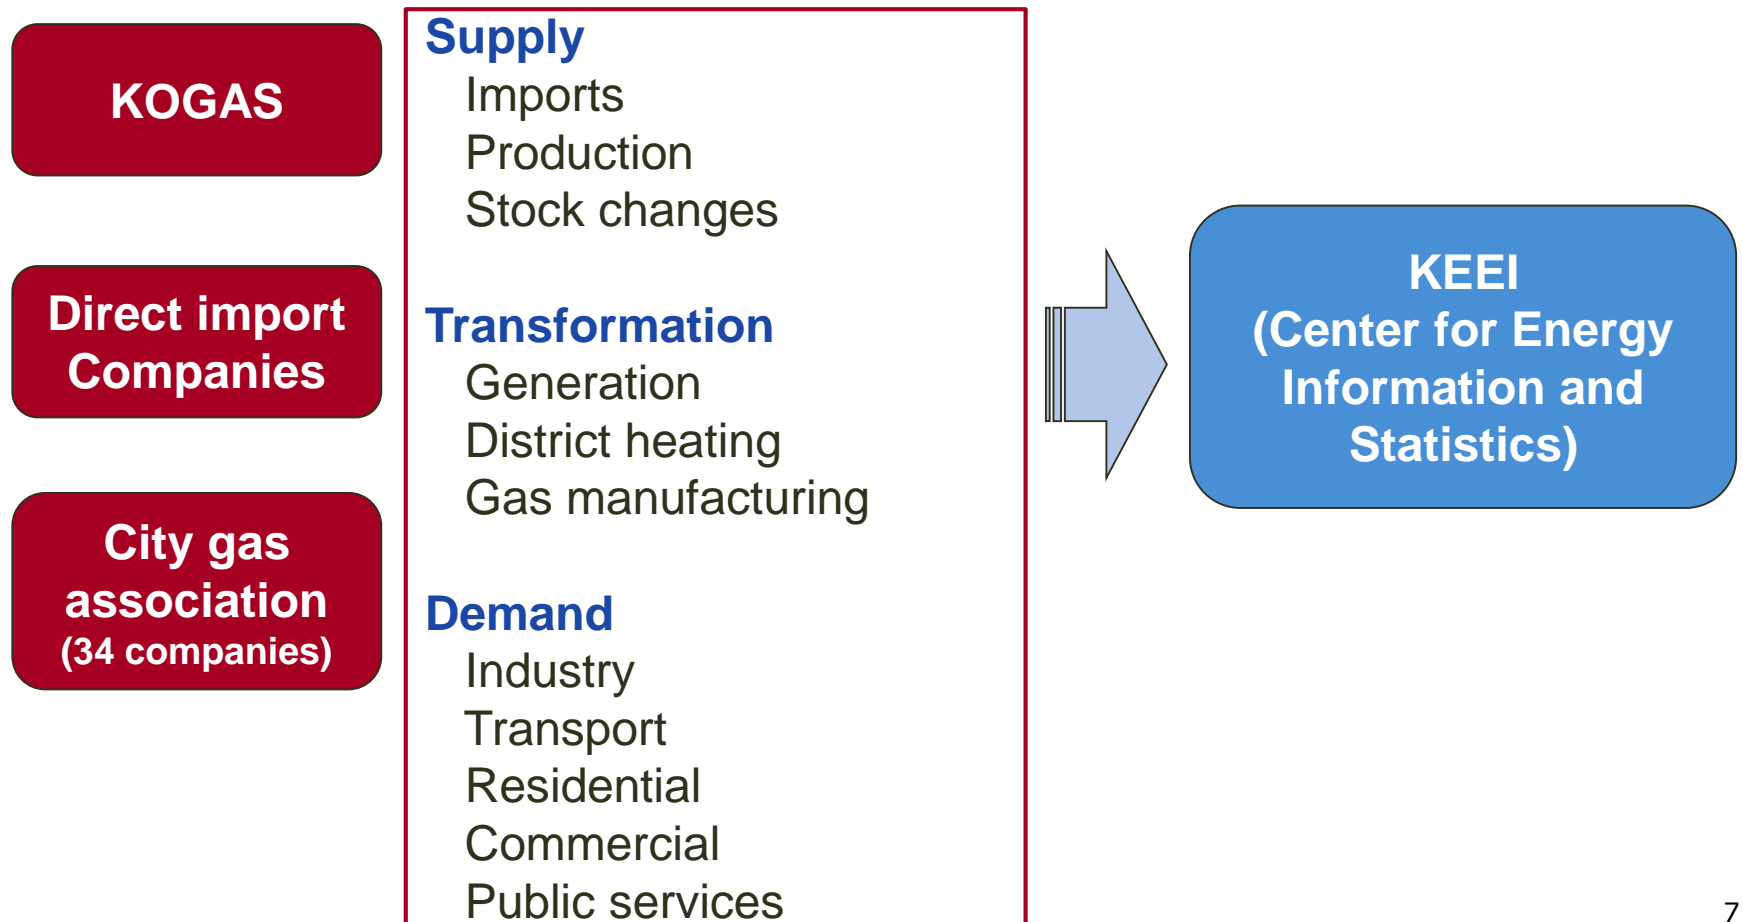 KOGAS
Direct import
Companies
City gas
association
(34 companies)
Supply
Imports
Production
Stock changes
Transformation
Generation
District heating
Gas manufacturing
Demand
Industry
Transport
Residential
Commercial
Public services
KEEI
(Center for Energy
Information and
Statistics)
7